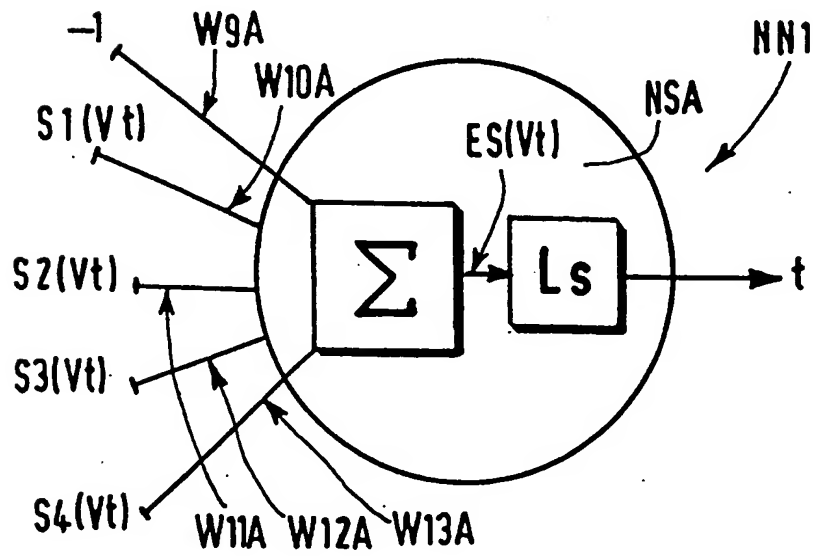 -1
W9A
NN1
W10A
S1(Vt)
NSA
ES(Vt)
Σ
Ls
t
S2(Vt)
S3(Vt)
S4(Vt)
W11A
W12A
W13A